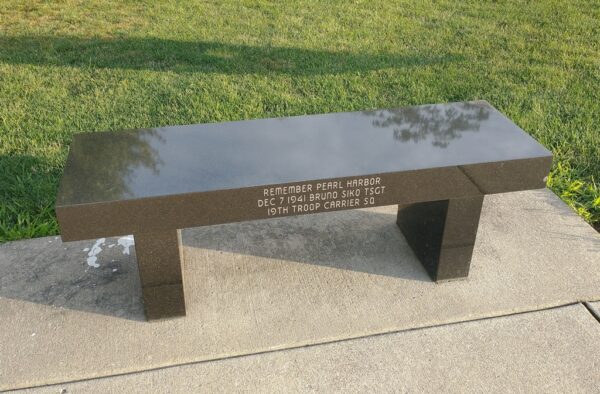 REMEMBER PEARL HARBOR
DEC 7 1941 BRUNO SIKO TSGT
19TH TROOP CARRIER SQ